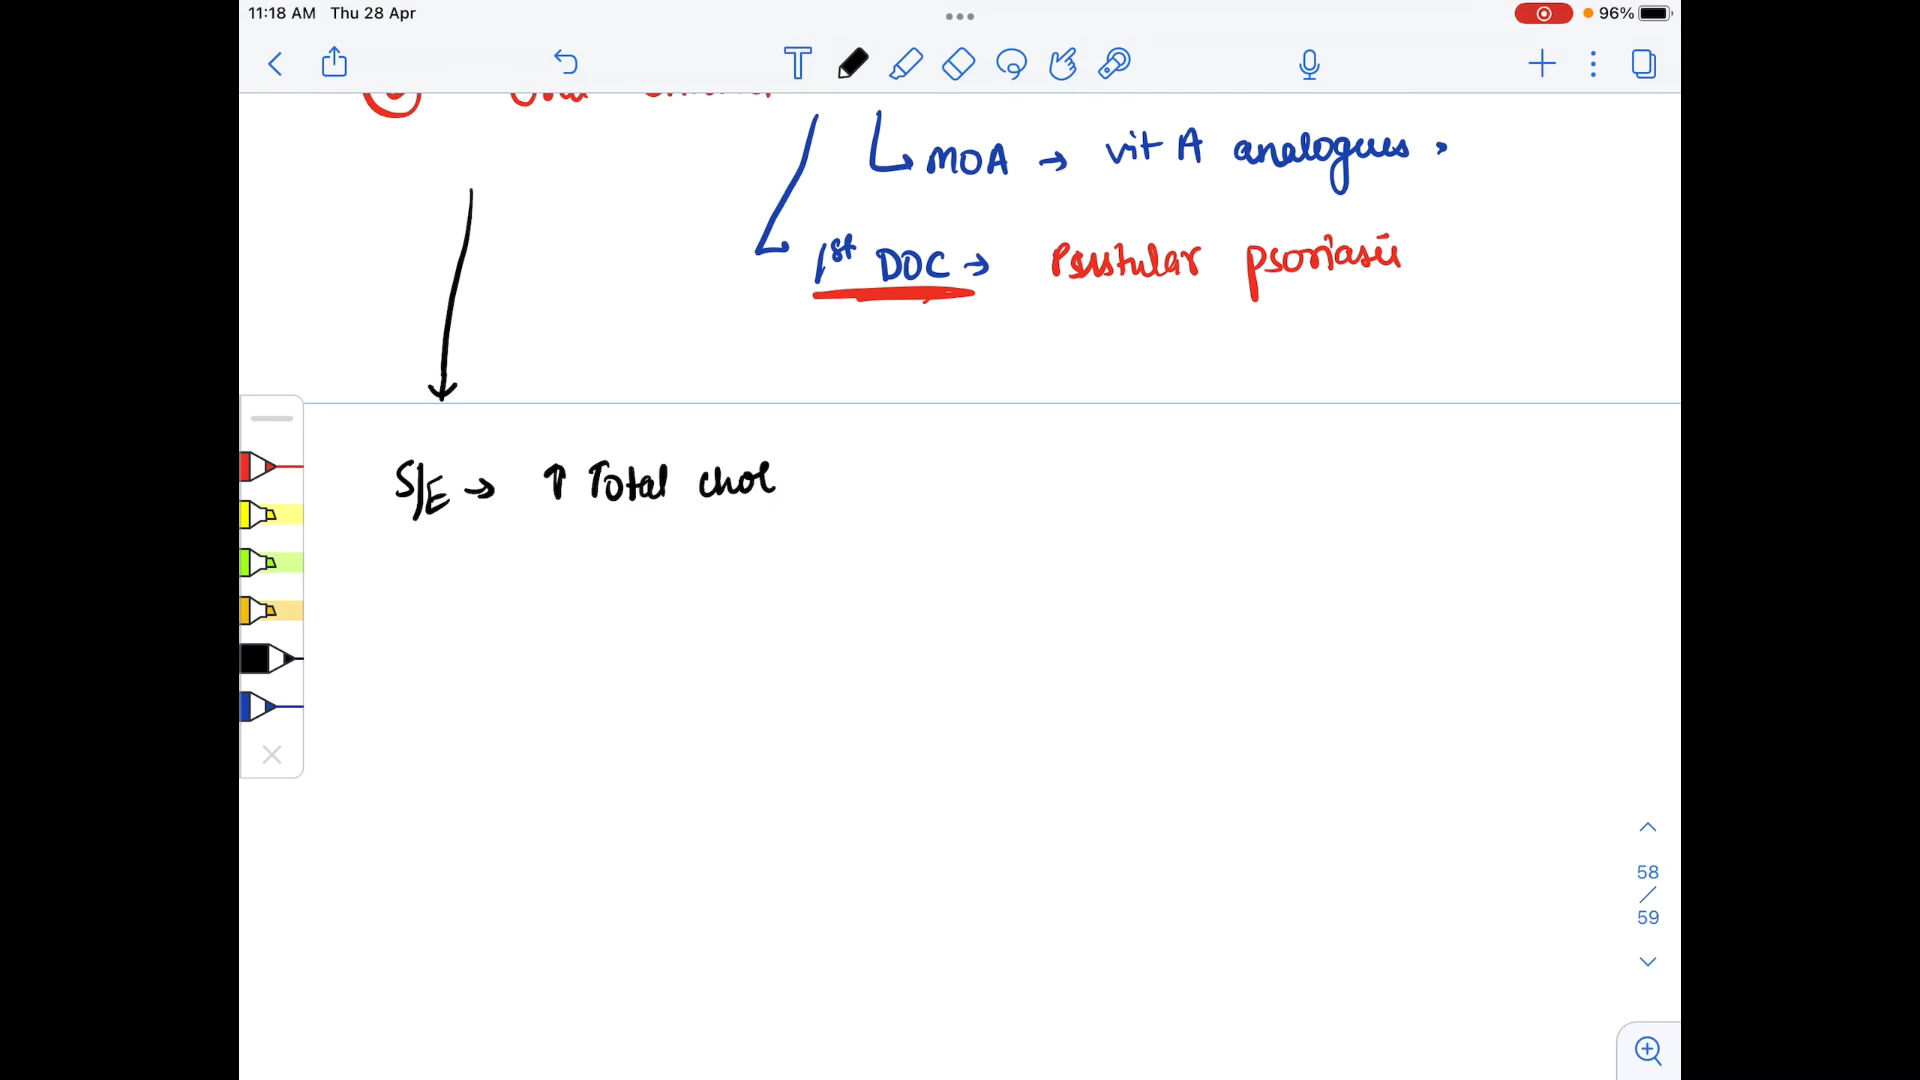 11:18 AM Thu 28 Apr
96%
T
MOA → vit A analogues
1st DOC → Pustular psoriasis
S/E → ↑ Total chol
58
/
59